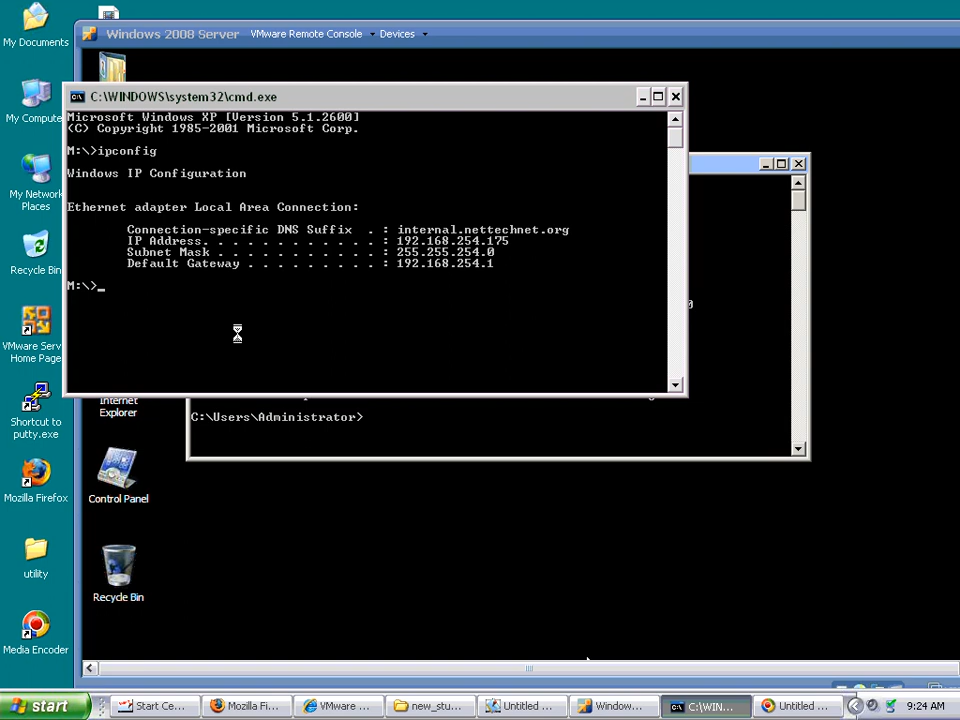 My Documents
My Compute
My Network
Places
Recycle Bin
VMware Serv
Home Page
Shortcut to
putty.exe
Mozilla Firefox
utility
Media Encoder
Windows 2008 Server VMware Remote Console Devices
C:\WINDOWS\system32\cmd.exe
Microsoft Windows XP [Version 5.1.2600]
(C) Copyright 1985-2001 Microsoft Corp.
M:\>ipconfig
Windows IP Configuration
Ethernet adapter Local Area Connection:
Connection-specific DNS Suffix . : internal.nettechnet.org
IP Address. . . . . . . . . . . . : 192.168.254.175
Subnet Mask . . . . . . . . . . . : 255.255.254.0
Default Gateway . . . . . . . . . : 192.168.254.1
M:\>_
C:\Users\Administrator>
Internet
Explorer
Control Panel
Recycle Bin
start
Start Ce...
Mozilla Fi...
VMware ...
new_stu...
Untitled ...
Window...
C:\WIN...
Untitled ...
9:24 AM